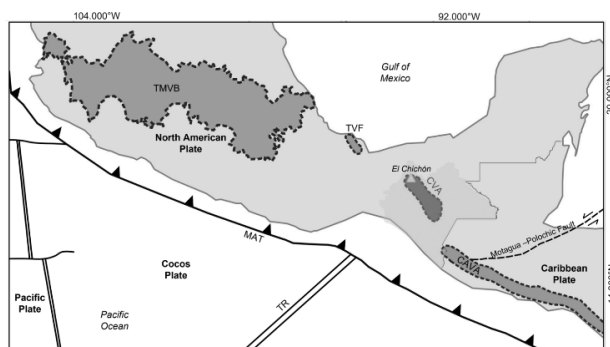 104.000°W
92.000°W
Gulf of
Mexico
TMVB
TVF
North American
Plate
El Chichón
CVA
MAT
Motagua –Polochic Fault
CAVA
Cocos
Plate
Caribbean
Plate
TR
Pacific
Plate
Pacific
Ocean